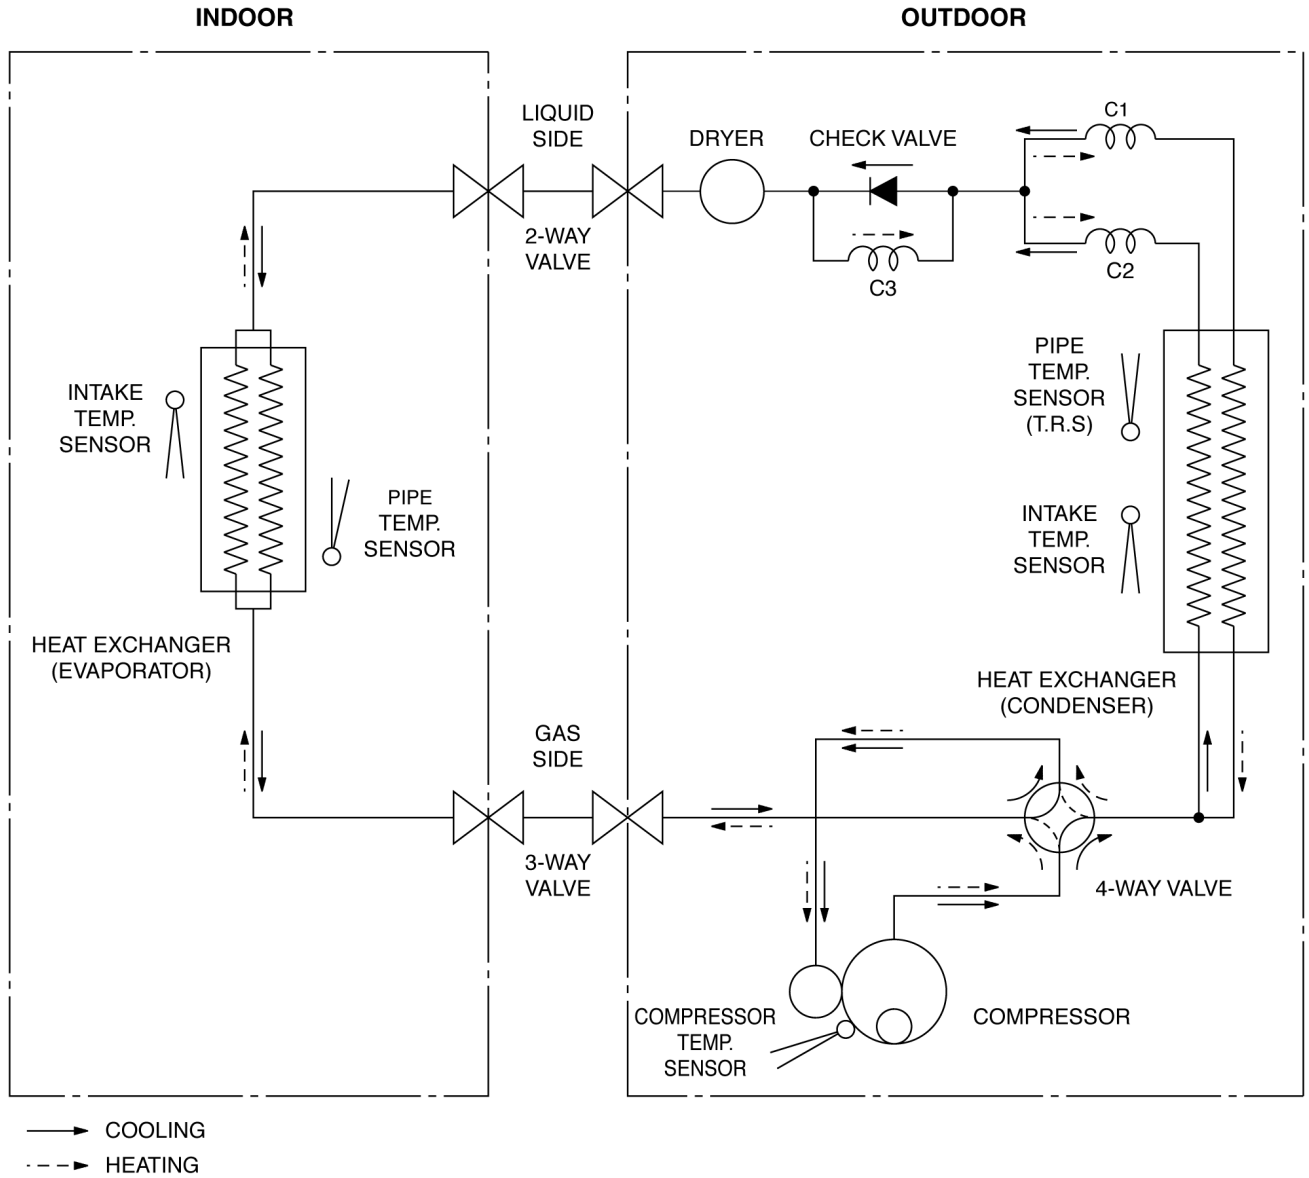 INDOOR
OUTDOOR
LIQUID
SIDE
DRYER
CHECK VALVE
C1
2-WAY
VALVE
C3
C2
INTAKE
TEMP.
SENSOR
PIPE
TEMP.
SENSOR
PIPE
TEMP.
SENSOR
(T.R.S)
INTAKE
TEMP.
SENSOR
HEAT EXCHANGER
(EVAPORATOR)
HEAT EXCHANGER
(CONDENSER)
GAS
SIDE
3-WAY
VALVE
4-WAY VALVE
COMPRESSOR
TEMP.
SENSOR
COMPRESSOR
COOLING
HEATING